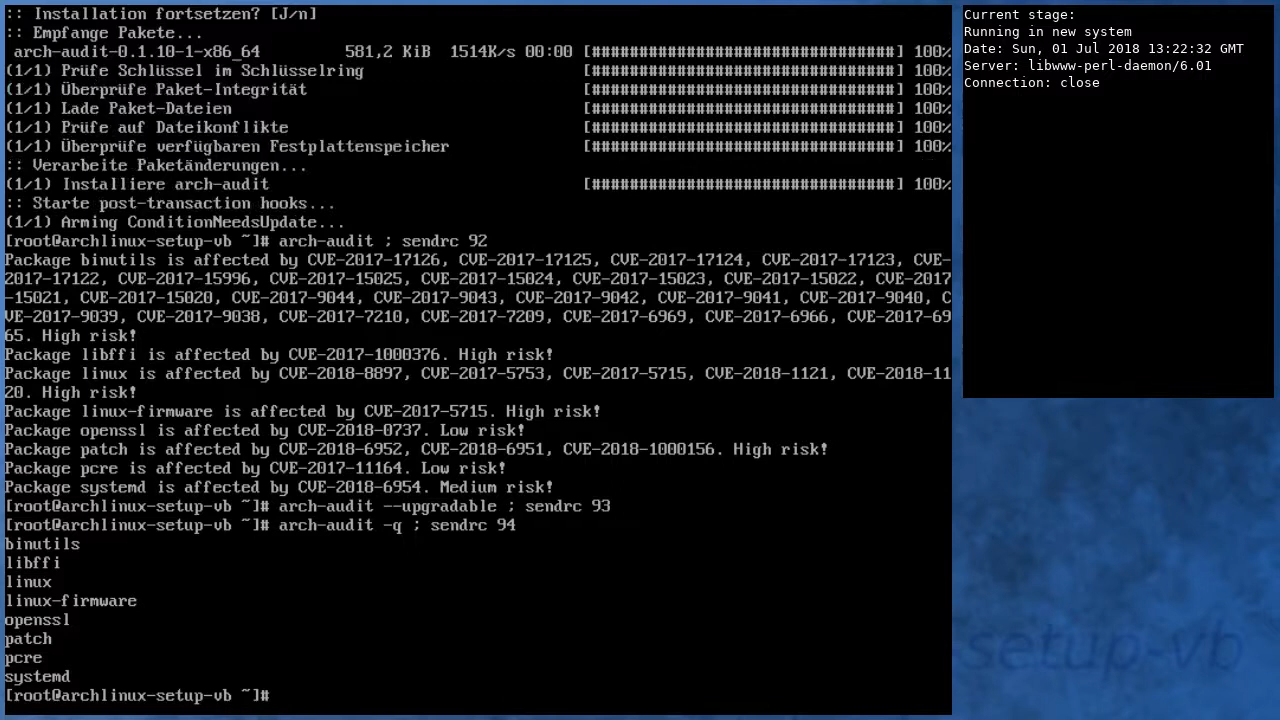 :: Installation fortsetzen? [J/n]
:: Empfange Pakete...
 arch-audit-0.1.10-1-x86_64         581,2 KiB  1514K/s 00:00 [################################] 100%
(1/1) Prüfe Schlüssel im Schlüsselring                       [################################] 100%
(1/1) Überprüfe Paket-Integrität                             [################################] 100%
(1/1) Lade Paket-Dateien                                     [################################] 100%
(1/1) Prüfe auf Dateikonflikte                               [################################] 100%
(1/1) Überprüfe verfügbaren Festplattenspeicher              [################################] 100%
:: Verarbeite Paketänderungen...
(1/1) Installiere arch-audit                                 [################################] 100%
:: Starte post-transaction hooks...
(1/1) Arming ConditionNeedsUpdate...
[root@archlinux-setup-vb ~]# arch-audit ; sendrc 92
Package binutils is affected by CVE-2017-17126, CVE-2017-17125, CVE-2017-17124, CVE-2017-17123, CVE-
2017-17122, CVE-2017-15996, CVE-2017-15025, CVE-2017-15024, CVE-2017-15023, CVE-2017-15022, CVE-2017
-15021, CVE-2017-15020, CVE-2017-9044, CVE-2017-9043, CVE-2017-9042, CVE-2017-9041, CVE-2017-9040, C
VE-2017-9039, CVE-2017-9038, CVE-2017-7210, CVE-2017-7209, CVE-2017-6969, CVE-2017-6966, CVE-2017-69
65. High risk!
Package libffi is affected by CVE-2017-1000376. High risk!
Package linux is affected by CVE-2018-8897, CVE-2017-5753, CVE-2017-5715, CVE-2018-1121, CVE-2018-11
20. High risk!
Package linux-firmware is affected by CVE-2017-5715. High risk!
Package openssl is affected by CVE-2018-0737. Low risk!
Package patch is affected by CVE-2018-6952, CVE-2018-6951, CVE-2018-1000156. High risk!
Package pcre is affected by CVE-2017-11164. Low risk!
Package systemd is affected by CVE-2018-6954. Medium risk!
[root@archlinux-setup-vb ~]# arch-audit --upgradable ; sendrc 93
[root@archlinux-setup-vb ~]# arch-audit -q ; sendrc 94
binutils
libffi
linux
linux-firmware
openssl
patch
pcre
systemd
[root@archlinux-setup-vb ~]#
Current stage:
Running in new system
Date: Sun, 01 Jul 2018 13:22:32 GMT
Server: libwww-perl-daemon/6.01
Connection: close
setup-vb